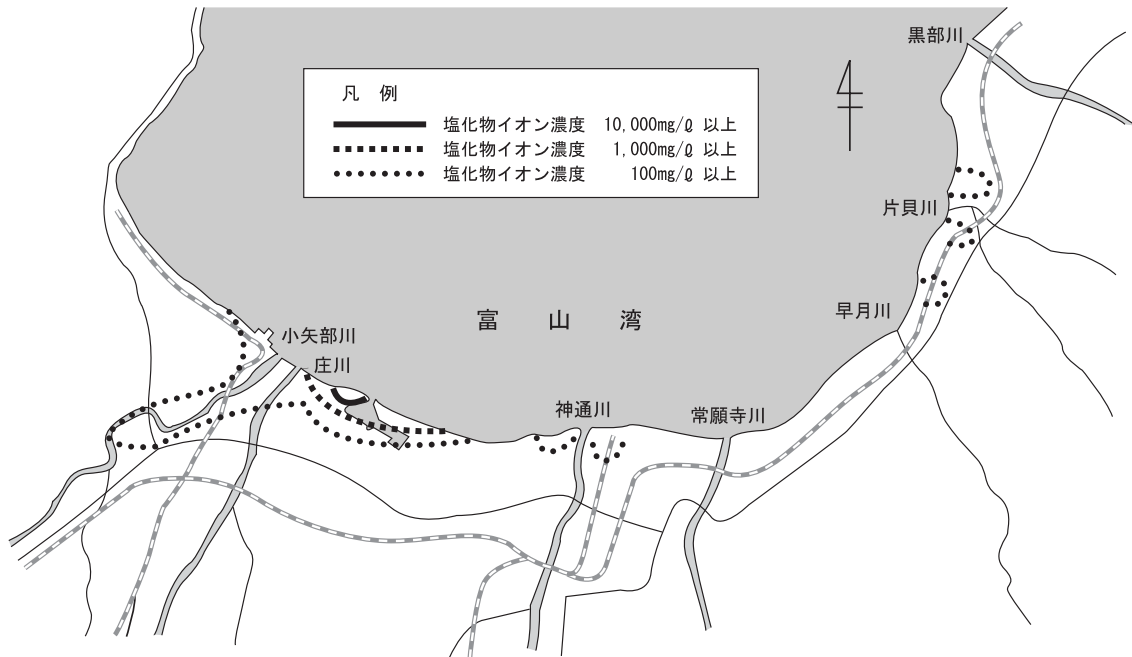 黒部川
凡 例
塩化物イオン濃度 10,000mg/ℓ 以上
塩化物イオン濃度 1,000mg/ℓ 以上
塩化物イオン濃度 100mg/ℓ 以上
片貝川
早月川
富山湾
小矢部川
庄川
神通川
常願寺川